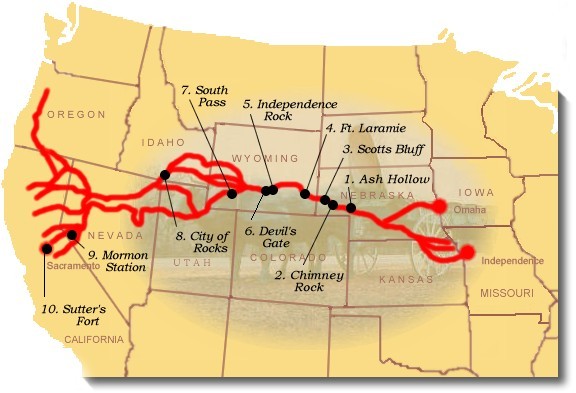 7. South
Pass
5. Independence
Rock
OREGON
4. Ft. Laramie
IDAHO
3. Scotts Bluff
WYOMING
1. Ash Hollow
NEBRASKA
IOWA
Omaha
NEVADA
8. City of
Rocks
6. Devil's
Gate
9. Mormon
Station
UTAH
COLORADO
Independence
Sacramento
2. Chimney
Rock
KANSAS
MISSOURI
10. Sutter's
Fort
CALIFORNIA